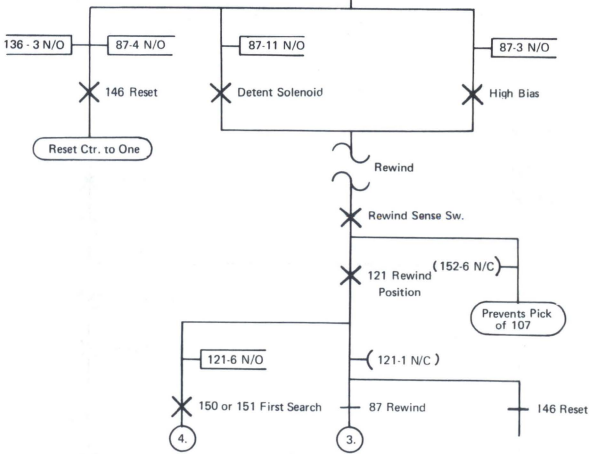 136 - 3 N/O
87-4 N/O
87-11 N/O
87-3 N/O
146 Reset
Detent Solenoid
High Bias
Reset Ctr. to One
Rewind
Rewind Sense Sw.
121 Rewind
Position
(152-6 N/C)
Prevents Pick
of 107
121-6 N/O
(121-1 N/C)
150 or 151 First Search
87 Rewind
146 Reset
4.
3.